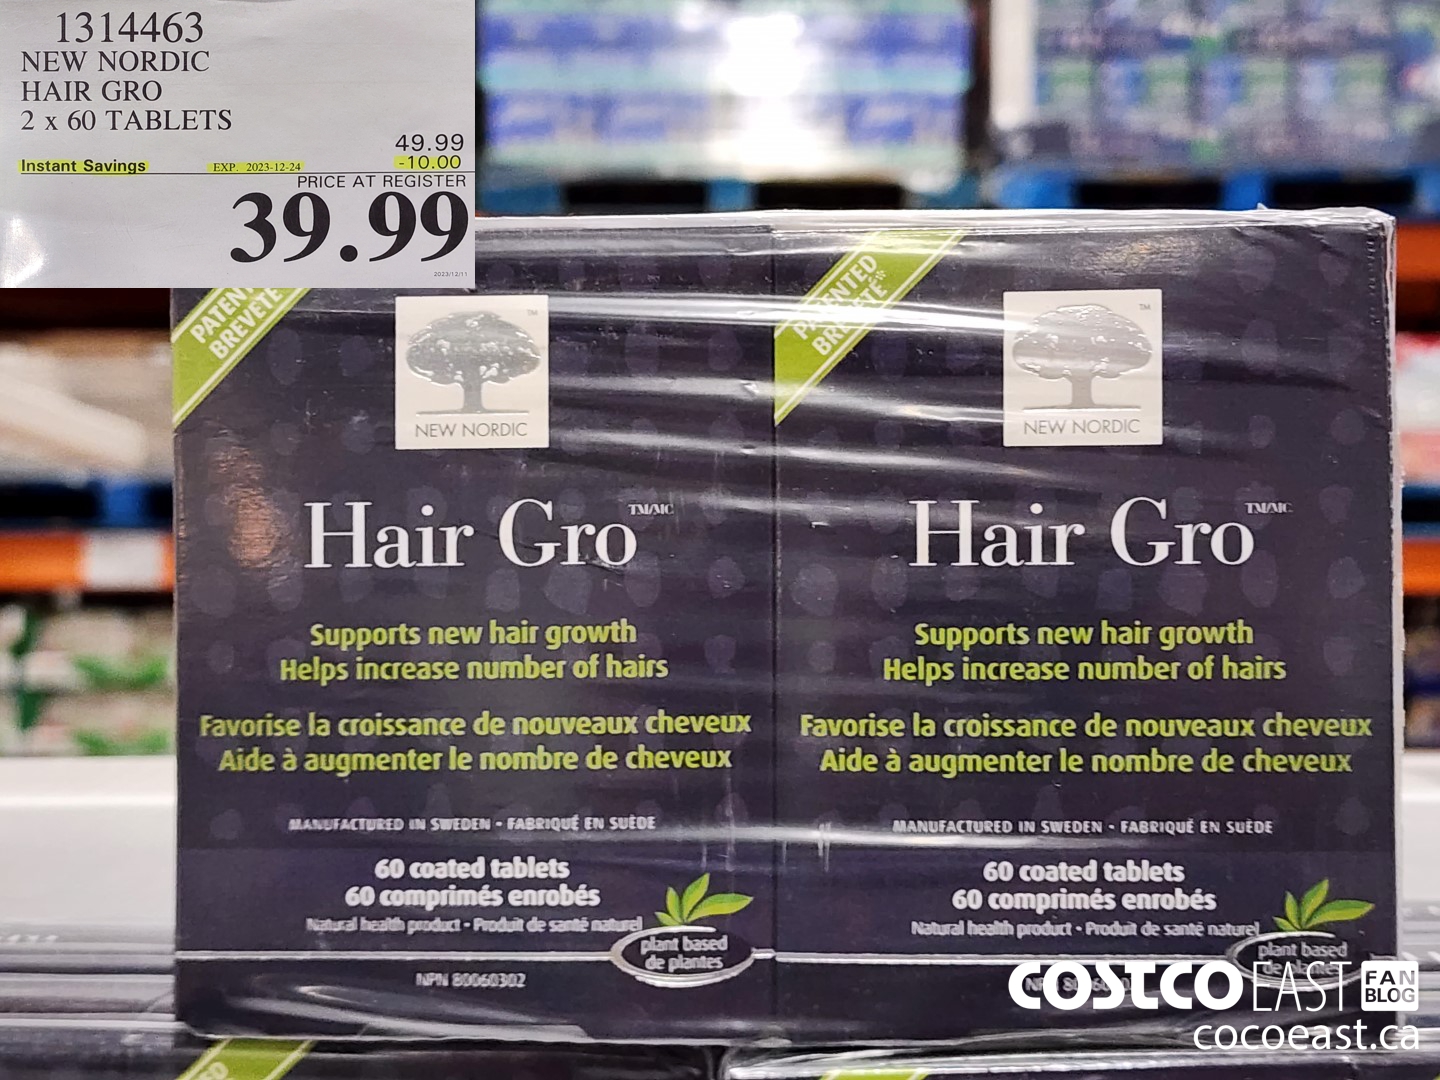 1314463
NEW NORDIC
HAIR GRO
2 x 60 TABLETS
49.99
Instant Savings EXP. 2023-12-24 -10.00
PRICE AT REGISTER
39.99
2023/12/11
PATENTED
BREVETÉ
TM
NEW NORDIC
Hair Gro TM/MC
Supports new hair growth
Helps increase number of hairs
Favorise la croissance de nouveaux cheveux
Aide à augmenter le nombre de cheveux
MANUFACTURED IN SWEDEN • FABRIQUÉ EN SUÈDE
60 coated tablets
60 comprimés enrobés
Natural health product • Produit de santé naturel
plant based
de plantes
NPN 80060302
PATENTED
BREVETÉ*
TM
NEW NORDIC
Hair Gro TM/MC
Supports new hair growth
Helps increase number of hairs
Favorise la croissance de nouveaux cheveux
Aide à augmenter le nombre de cheveux
MANUFACTURED IN SWEDEN • FABRIQUÉ EN SUÈDE
60 coated tablets
60 comprimés enrobés
Natural health product • Produit de santé naturel
plant based
de plantes
COSTCO EAST FAN BLOG
cocoeast.ca